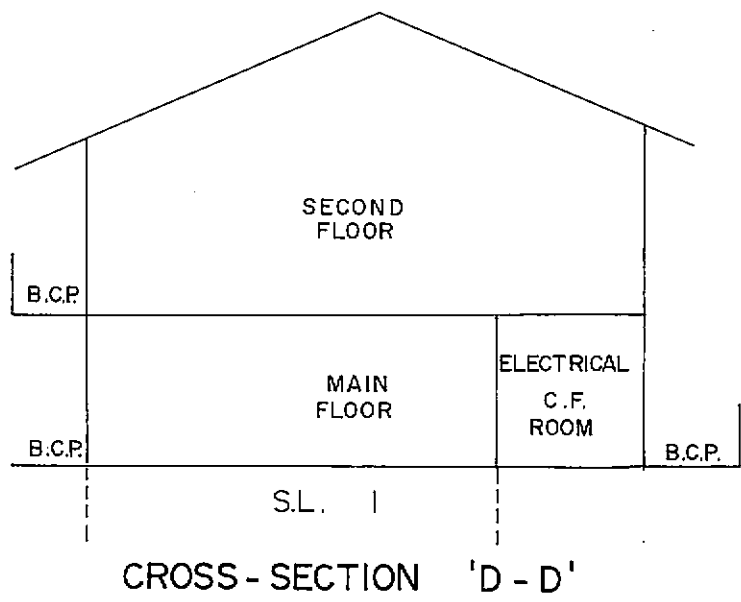 SECOND
FLOOR
B.C.P.
MAIN
FLOOR
ELECTRICAL
C.F.
ROOM
B.C.P.
B.C.P.
S.L. 1
CROSS-SECTION 'D-D'